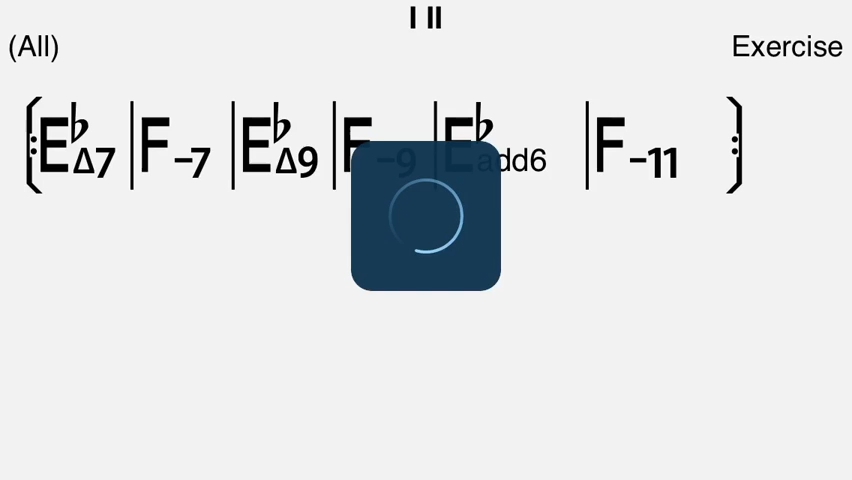 I II
(All) Exercise
E♭Δ7 F-7 E♭Δ9 F-9 E♭add6 F-11